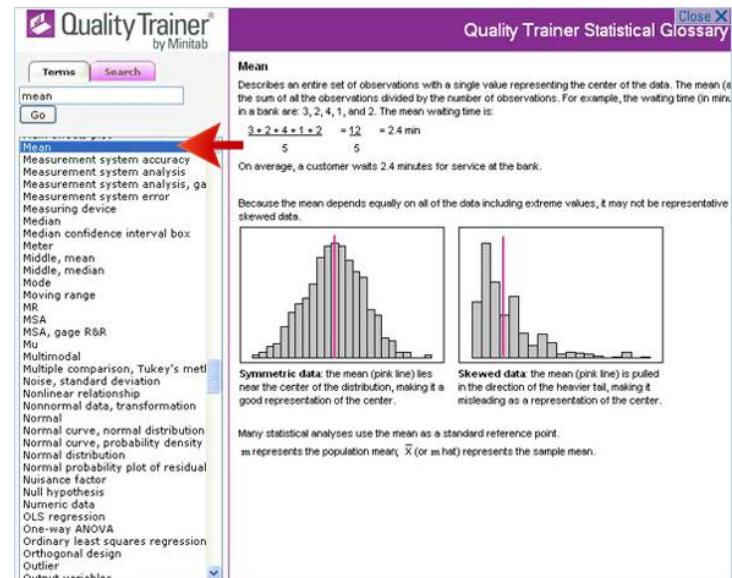 Quality Trainer®
by Minitab
Close X
Quality Trainer Statistical Glossary
Terms
Search
mean
Go
Mean
Measurement system accuracy
Measurement system analysis
Measurement system analysis, ga
Measurement system error
Measuring device
Median
Median confidence interval box
Meter
Middle, mean
Middle, median
Mode
Moving range
MR
MSA
MSA, gage R&R
Mu
Multimodal
Multiple comparison, Tukey's met
Noise, standard deviation
Nonlinear relationship
Nonnormal data, transformation
Normal
Normal curve, normal distribution
Normal curve, probability density
Normal distribution
Normal probability plot of residual
Nuisance factor
Null hypothesis
Numeric data
OLS regression
One-way ANOVA
Ordinary least squares regression
Orthogonal design
Outlier
Mean
Describes an entire set of observations with a single value representing the center of the data. The mean (a
the sum of all the observations divided by the number of observations. For example, the waiting time (in minu
in a bank are: 3, 2, 4, 1, and 2. The mean waiting time is:
3 + 2 + 4 + 1 + 2 = 12 = 2.4 min
5 5
On average, a customer waits 2.4 minutes for service at the bank.
Because the mean depends equally on all of the data including extreme values, it may not be representative
skewed data.
Symmetric data: the mean (pink line) lies
near the center of the distribution, making it a
good representation of the center.
Skewed data: the mean (pink line) is pulled
in the direction of the heavier tail, making it
misleading as a representation of the center.
Many statistical analyses use the mean as a standard reference point.
m represents the population mean; X̅ (or m hat) represents the sample mean.